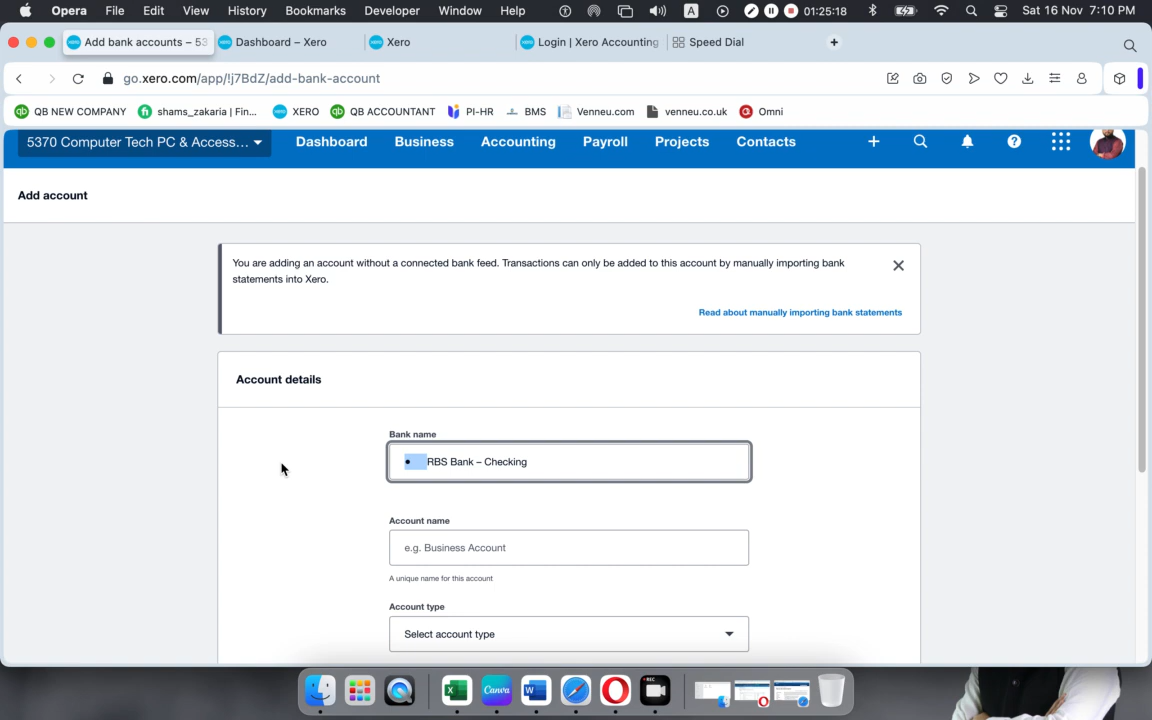 Opera File Edit View History Bookmarks Developer Window Help A 01:25:18 Sat 16 Nov 7:10 PM
Add bank accounts – 53 Dashboard – Xero Xero Login | Xero Accounting Speed Dial +
go.xero.com/app/!j7BdZ/add-bank-account
QB NEW COMPANY shams_zakaria | Fin... XERO QB ACCOUNTANT PI-HR BMS Venneu.com venneu.co.uk Omni
5370 Computer Tech PC & Access... Dashboard Business Accounting Payroll Projects Contacts
Add account
You are adding an account without a connected bank feed. Transactions can only be added to this account by manually importing bank
statements into Xero.
Read about manually importing bank statements
Account details
Bank name
• RBS Bank – Checking
Account name
e.g. Business Account
A unique name for this account
Account type
Select account type
Canva
REC